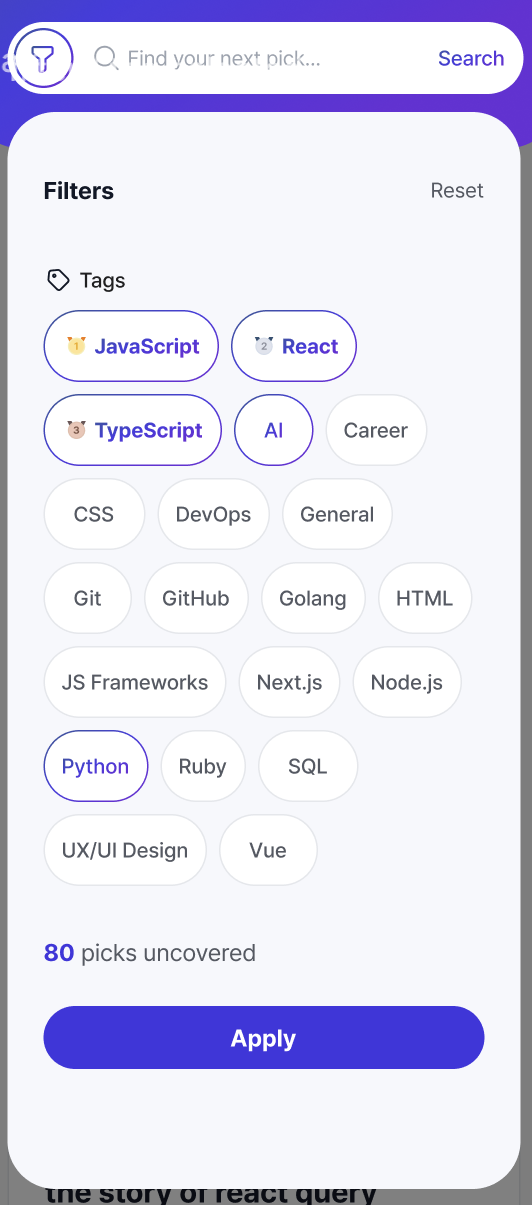 Find your next pick...
Search
Filters
Reset
Tags
1 JavaScript
2 React
3 TypeScript
AI
Career
CSS
DevOps
General
Git
GitHub
Golang
HTML
JS Frameworks
Next.js
Node.js
Python
Ruby
SQL
UX/UI Design
Vue
80 picks uncovered
Apply
the story of react query